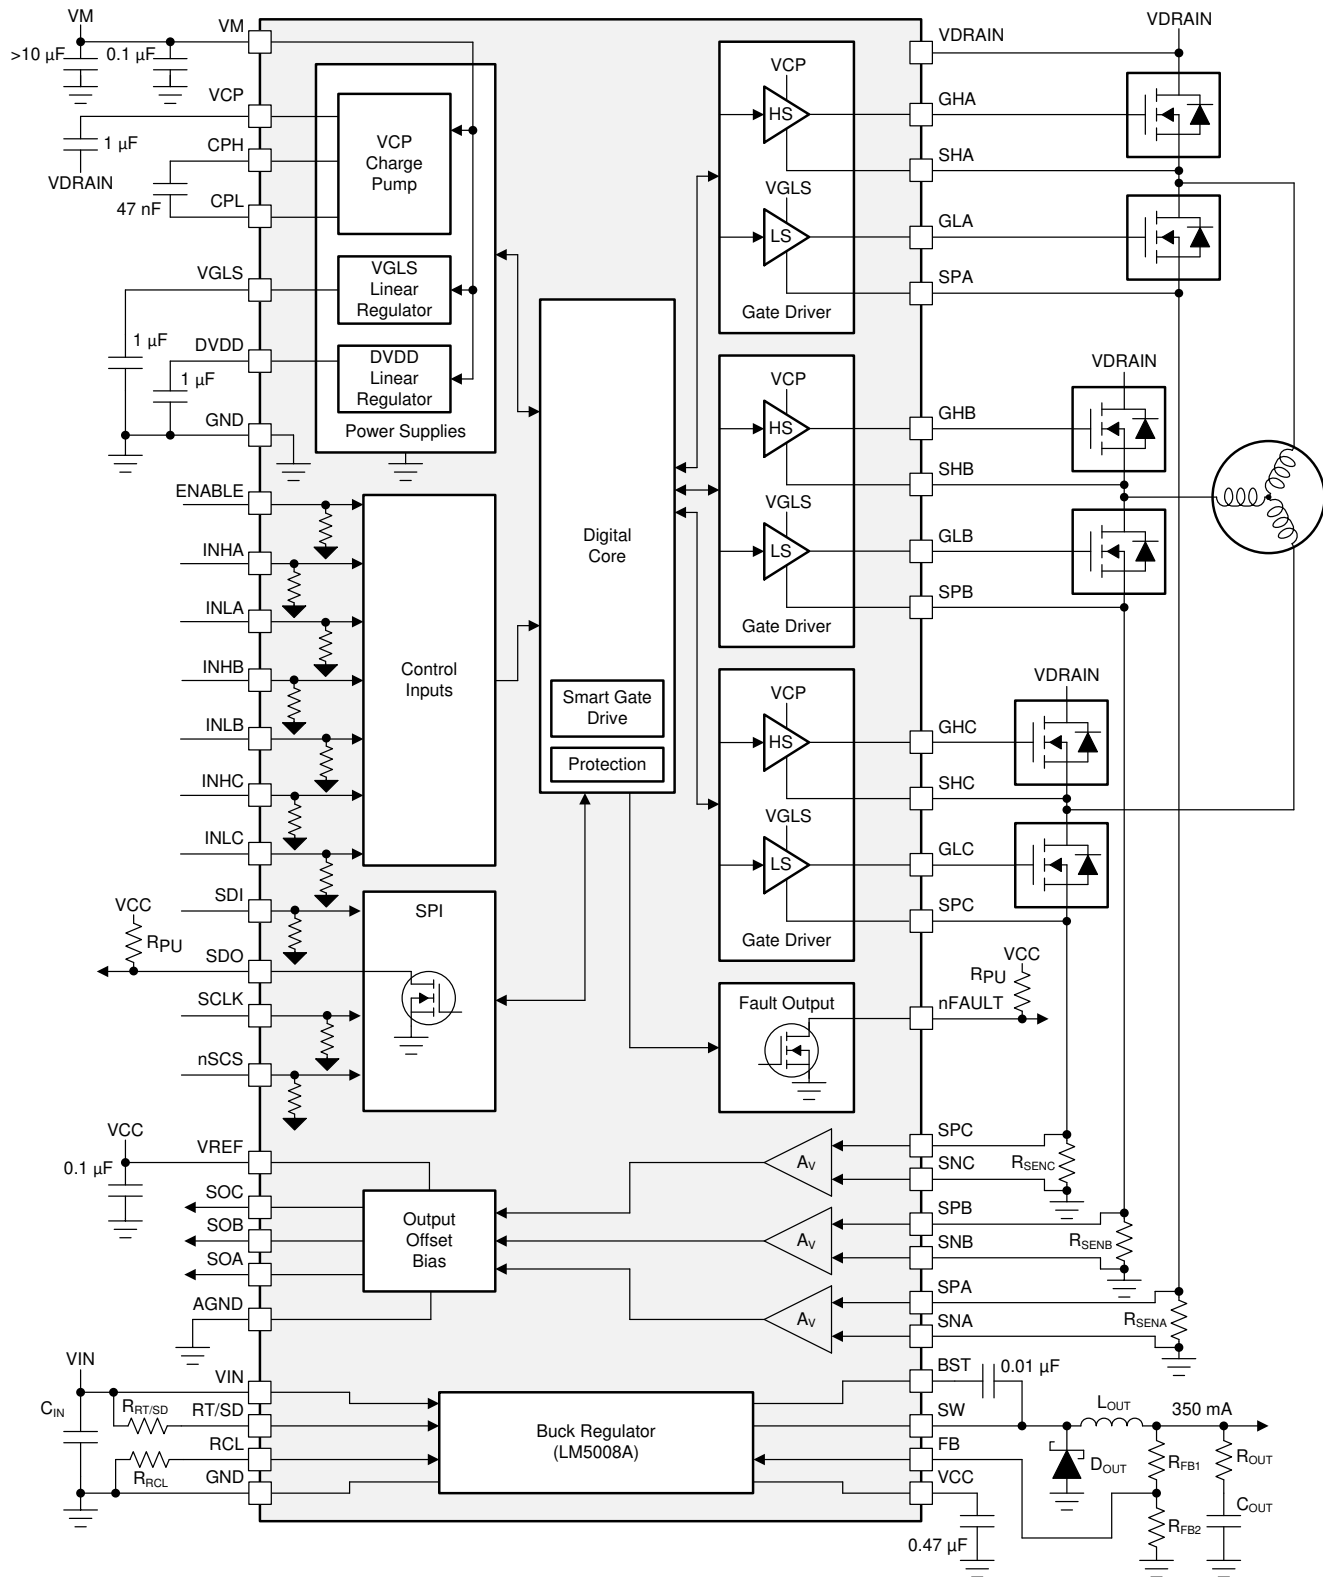 VM
>10 µF
0.1 µF
VM
VCP
1 µF
VDRAIN
CPH
47 nF
CPL
VCP
Charge
Pump
VGLS
VGLS
Linear
Regulator
1 µF
DVDD
1 µF
DVDD
Linear
Regulator
GND
Power Supplies
ENABLE
INHA
INLA
INHB
INLB
INHC
INLC
Control
Inputs
SDI
VCC
RPU
SDO
SCLK
nSCS
SPI
Digital
Core
Smart Gate
Drive
Protection
VCP
HS
VGLS
LS
Gate Driver
VCP
HS
VGLS
LS
Gate Driver
VCP
HS
VGLS
LS
Gate Driver
Fault Output
VDRAIN
VDRAIN
GHA
SHA
GLA
SPA
VDRAIN
GHB
SHB
GLB
SPB
VDRAIN
GHC
SHC
GLC
SPC
VCC
RPU
nFAULT
VCC
0.1 µF
VREF
SOC
SOB
SOA
AGND
Output
Offset
Bias
AV
AV
AV
SPC
SNC
RSENC
SPB
SNB
RSENB
SPA
SNA
RSENA
VIN
CIN
VIN
RRT/SD
RT/SD
RCL
RRCL
GND
Buck Regulator
(LM5008A)
BST
0.01 µF
SW
LOUT
350 mA
FB
DOUT
RFB1
ROUT
VCC
0.47 µF
RFB2
COUT